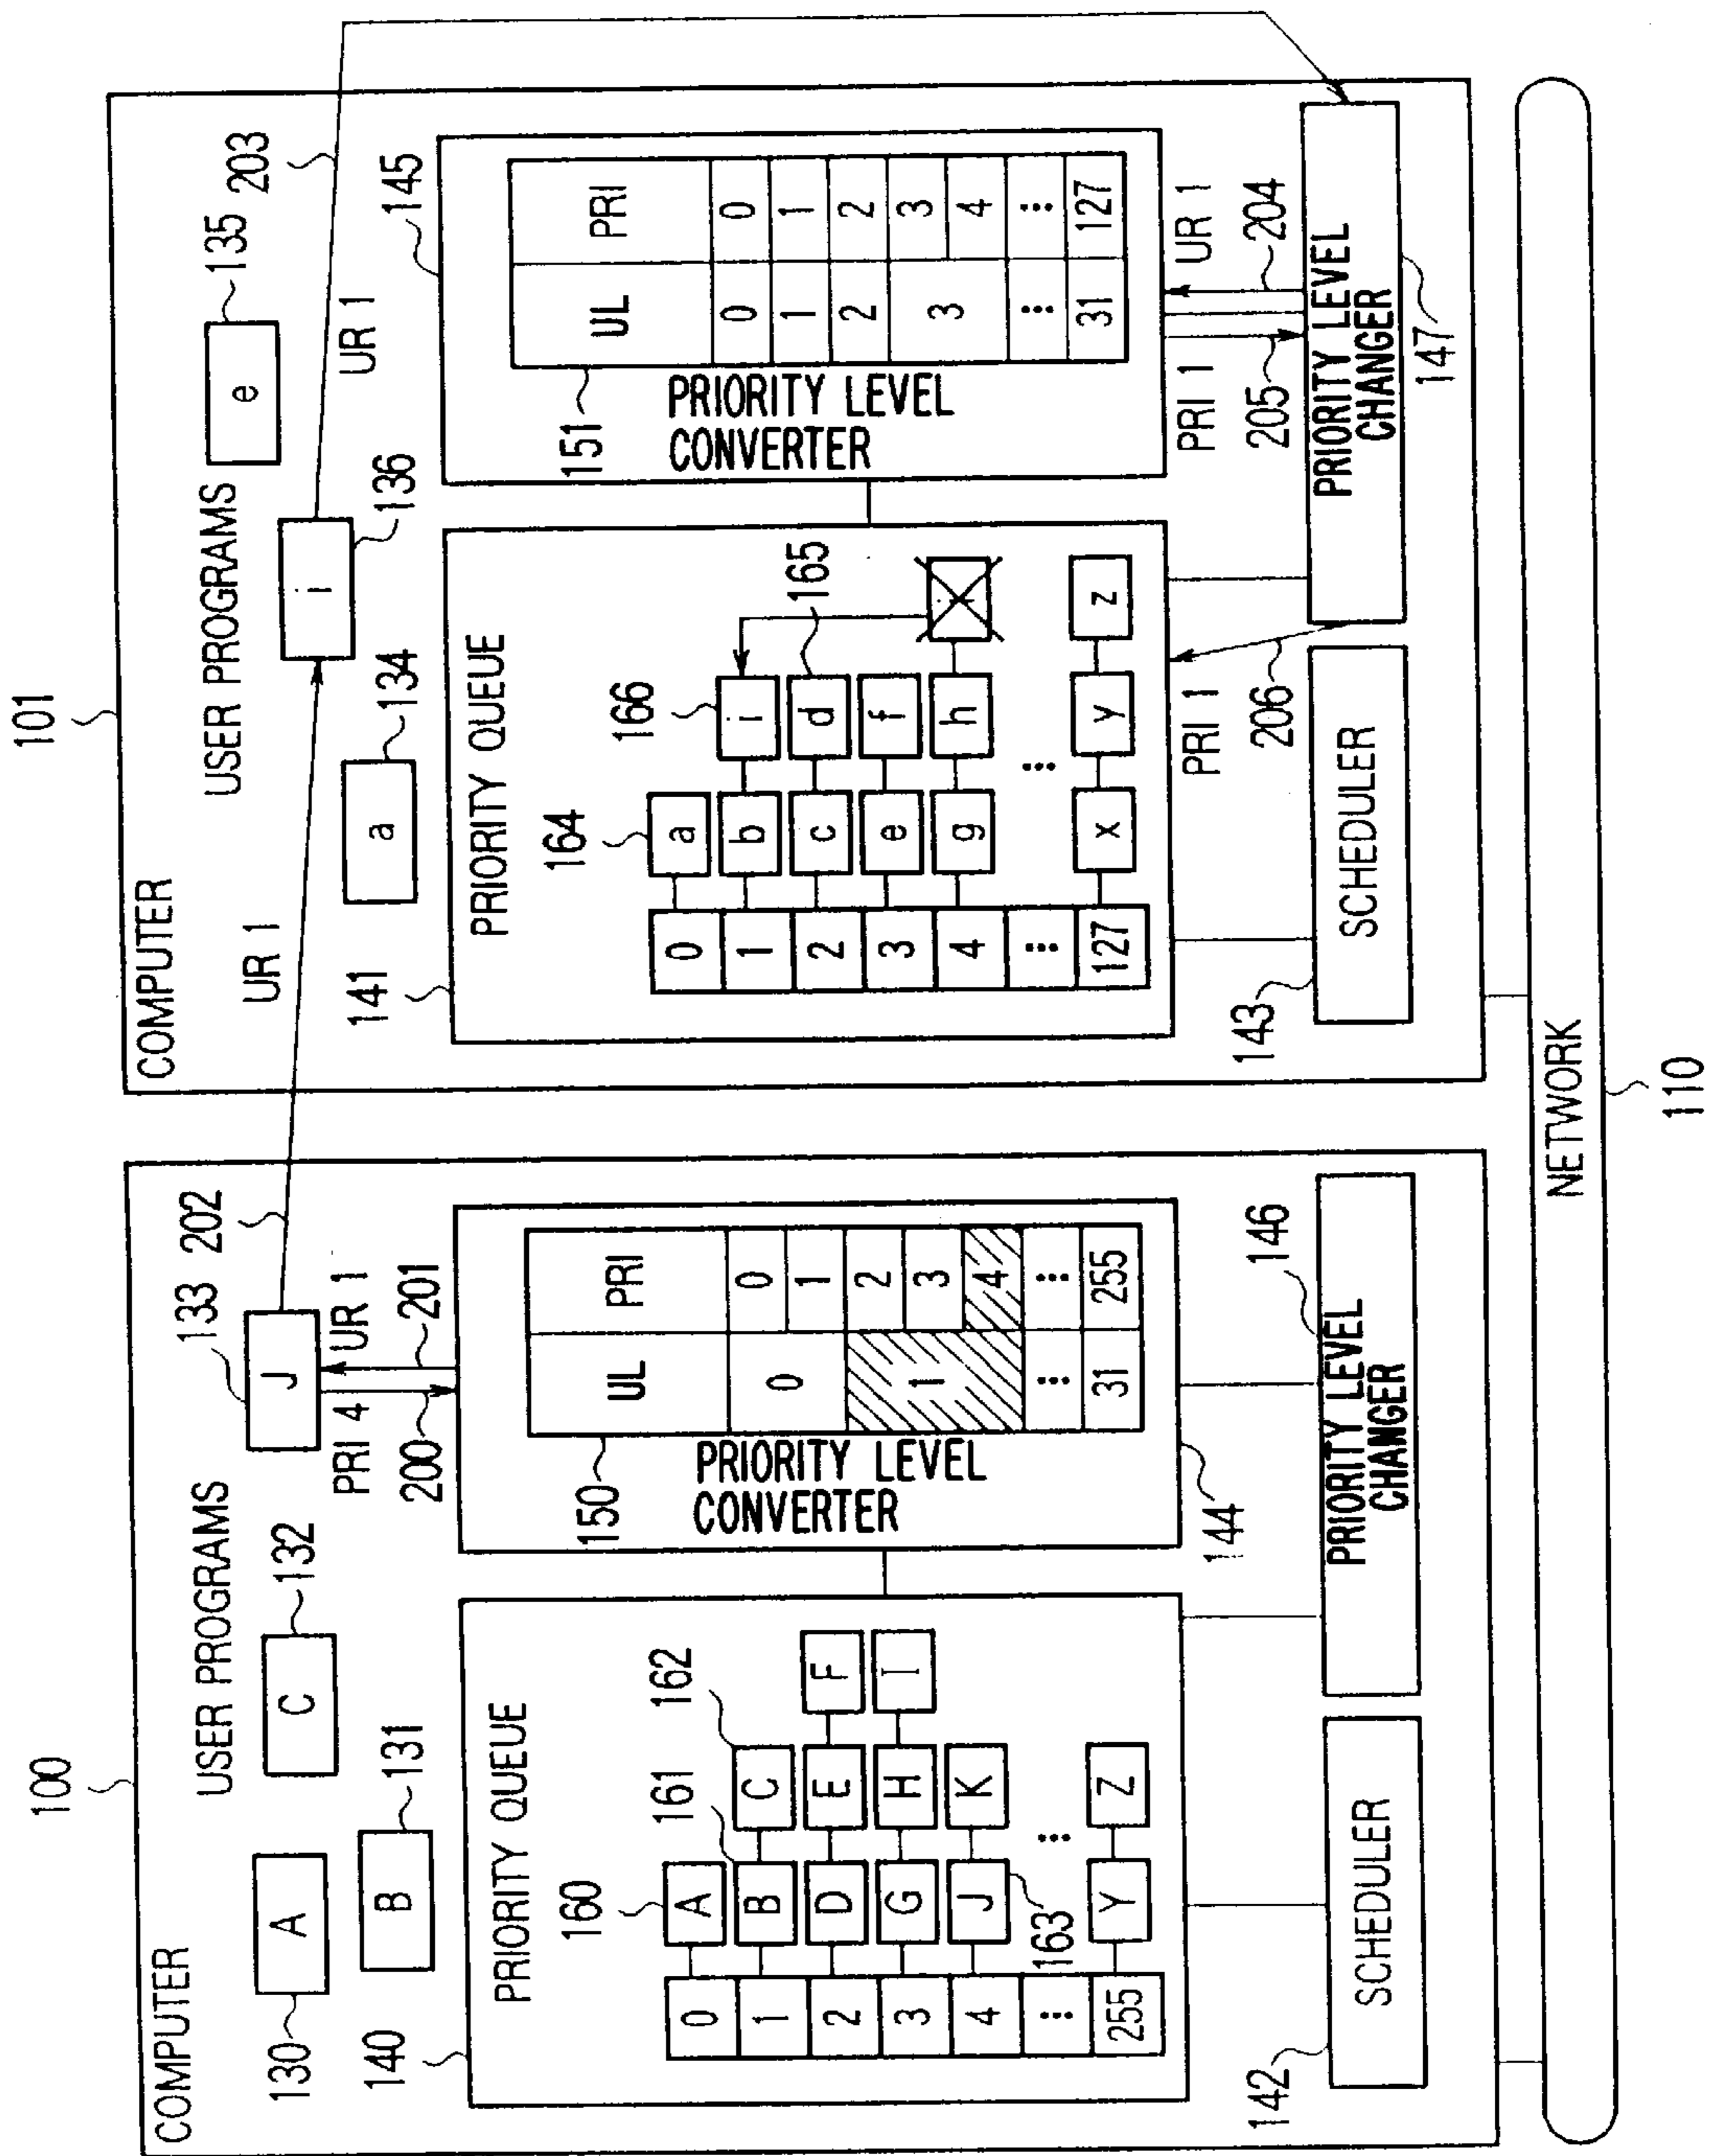 100
COMPUTER
USER PROGRAMS
A
130
B
131
C
132
J
133
202
PRI 4
200
UR 1
201
140
PRIORITY QUEUE
160
161
162
0 A
1 B C
2 D E F
3 G H I
4 J K
163
... ...
255 Y Z
150
UL PRI
0 0
1
1 2
3
4
... ...
31 255
PRIORITY LEVEL
CONVERTER
144
142
SCHEDULER
PRIORITY LEVEL
CHANGER
146
101
COMPUTER
USER PROGRAMS
UR 1
a
134
i
136
e
135
UR 1
203
141
PRIORITY QUEUE
164
166
165
0 a
1 b i
2 c d
3 e f
4 g h i
... ...
127 x y z
145
151
UL PRI
0 0
1 1
2 2
3 3
4
... ...
31 127
PRIORITY LEVEL
CONVERTER
PRI 1
206
PRI 1
205
UR 1
204
143
SCHEDULER
PRIORITY LEVEL
CHANGER
147
NETWORK
110